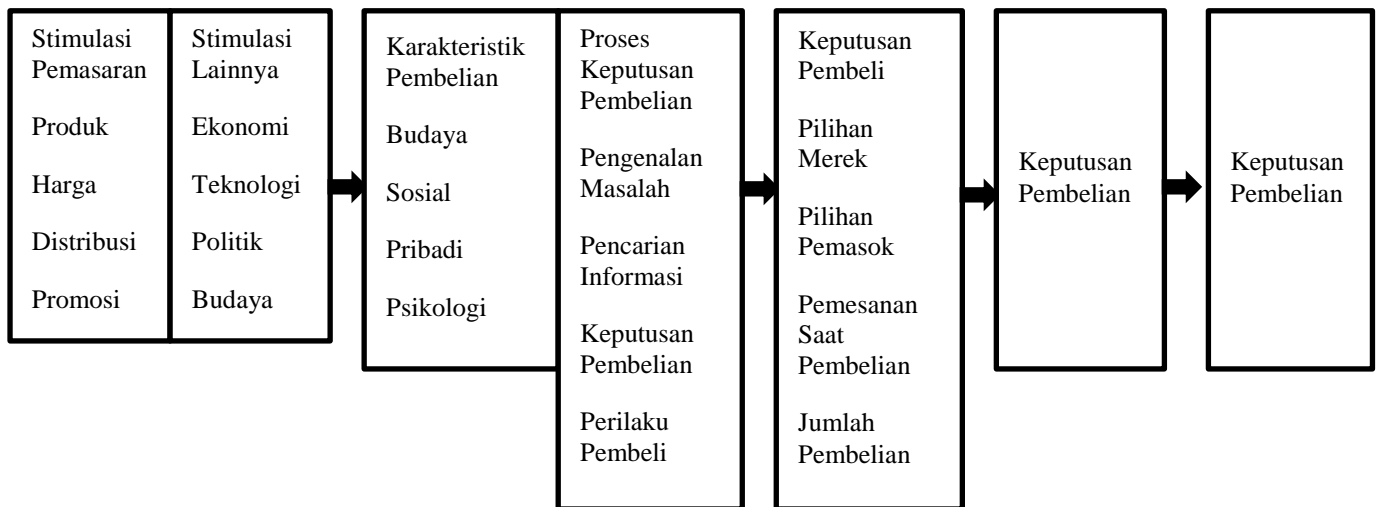 Stimulasi
Pemasaran
Produk
Harga
Distribusi
Promosi
Stimulasi
Lainnya
Ekonomi
Teknologi
Politik
Budaya
Karakteristik
Pembelian
Budaya
Sosial
Pribadi
Psikologi
Proses
Keputusan
Pembelian
Pengenalan
Masalah
Pencarian
Informasi
Keputusan
Pembelian
Perilaku
Pembeli
Keputusan
Pembeli
Pilihan
Merek
Pilihan
Pemasok
Pemesanan
Saat
Pembelian
Jumlah
Pembelian
Keputusan
Pembelian
Keputusan
Pembelian